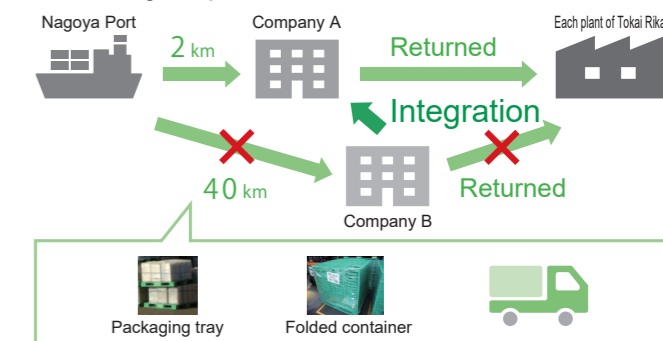 Nagoya Port
Company A
Each plant of Tokai Rika
2 km
Returned
Integration
40 km
Returned
Company B
Packaging tray
Folded container